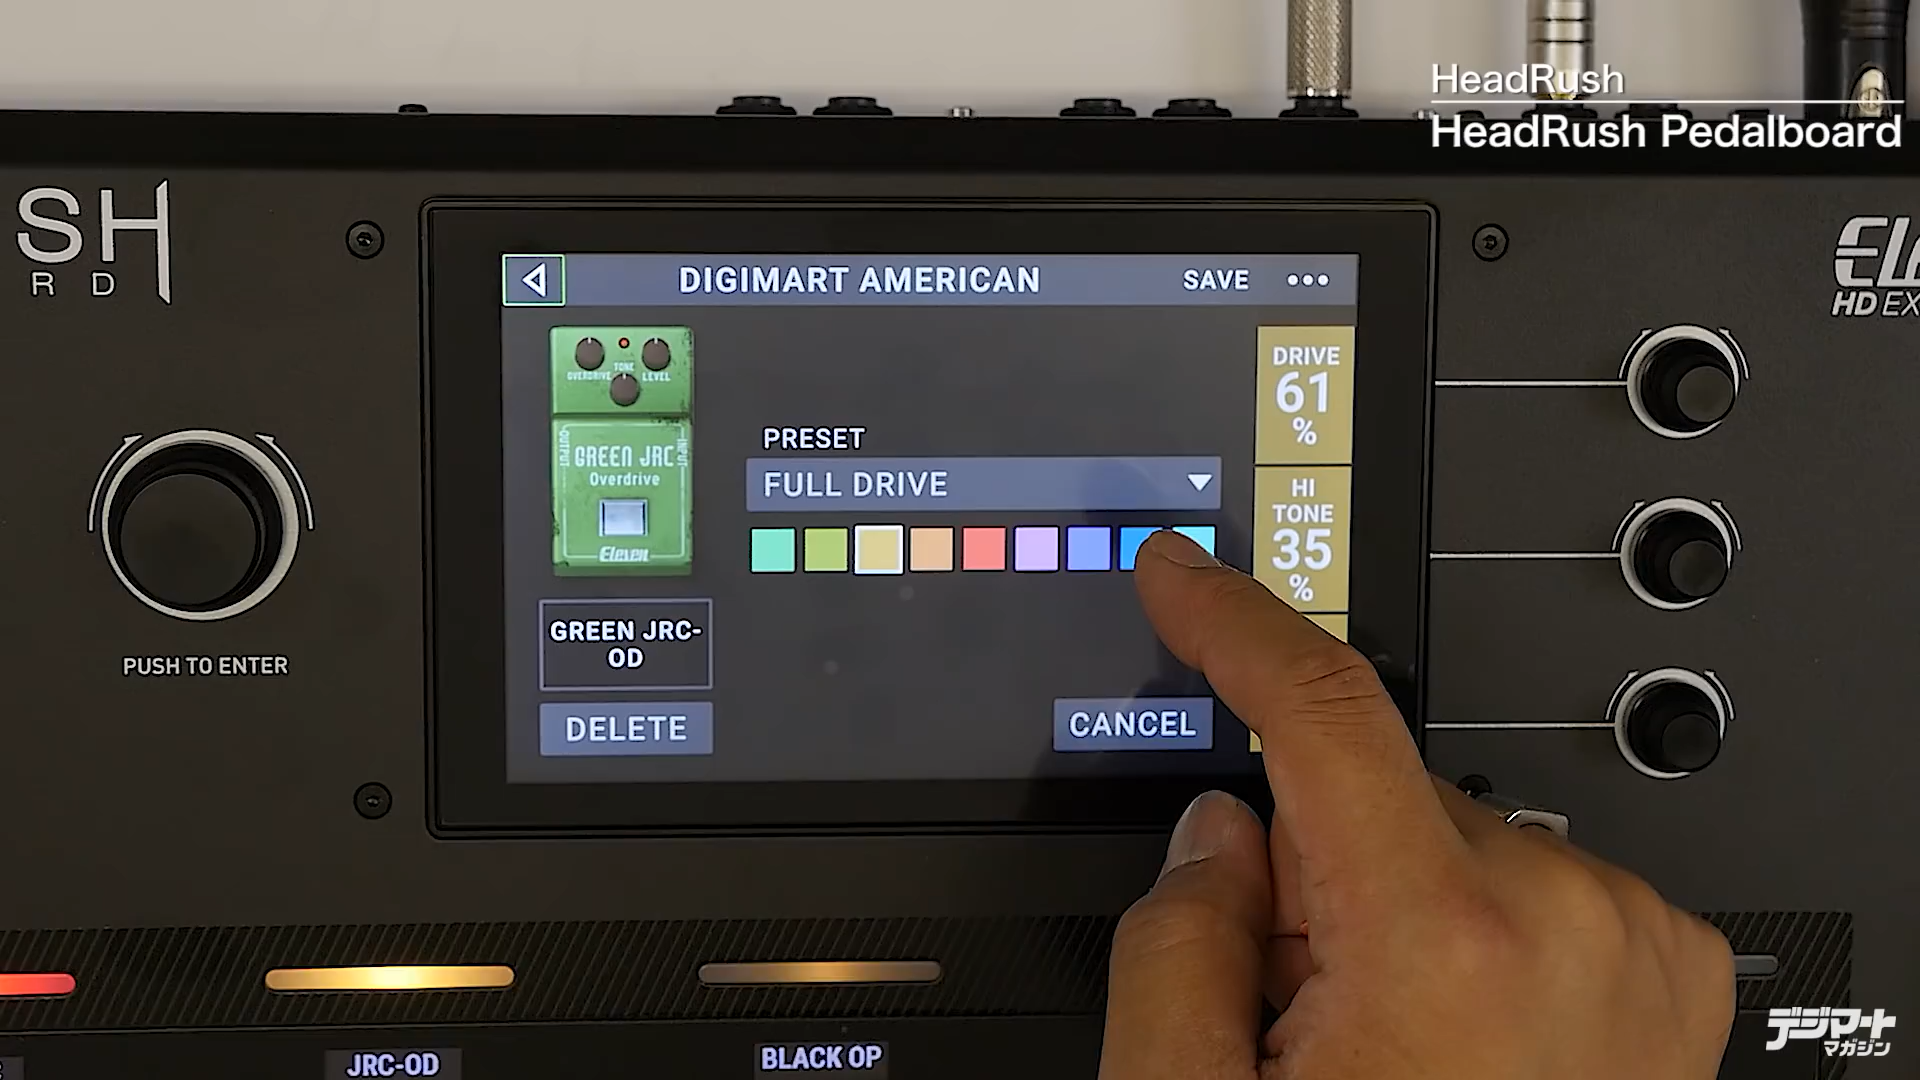 HeadRush
HeadRush Pedalboard
SH
RD
HD EX
DIGIMART AMERICAN
SAVE
OVERDRIVE
TONE
LEVEL
OUTPUT
INPUT
GREEN JRC
Overdrive
Eleven
PRESET
FULL DRIVE
DRIVE
61
%
HI
TONE
35
%
GREEN JRC-
OD
DELETE
CANCEL
PUSH TO ENTER
JRC-OD
BLACK OP
デジマート
マガジン